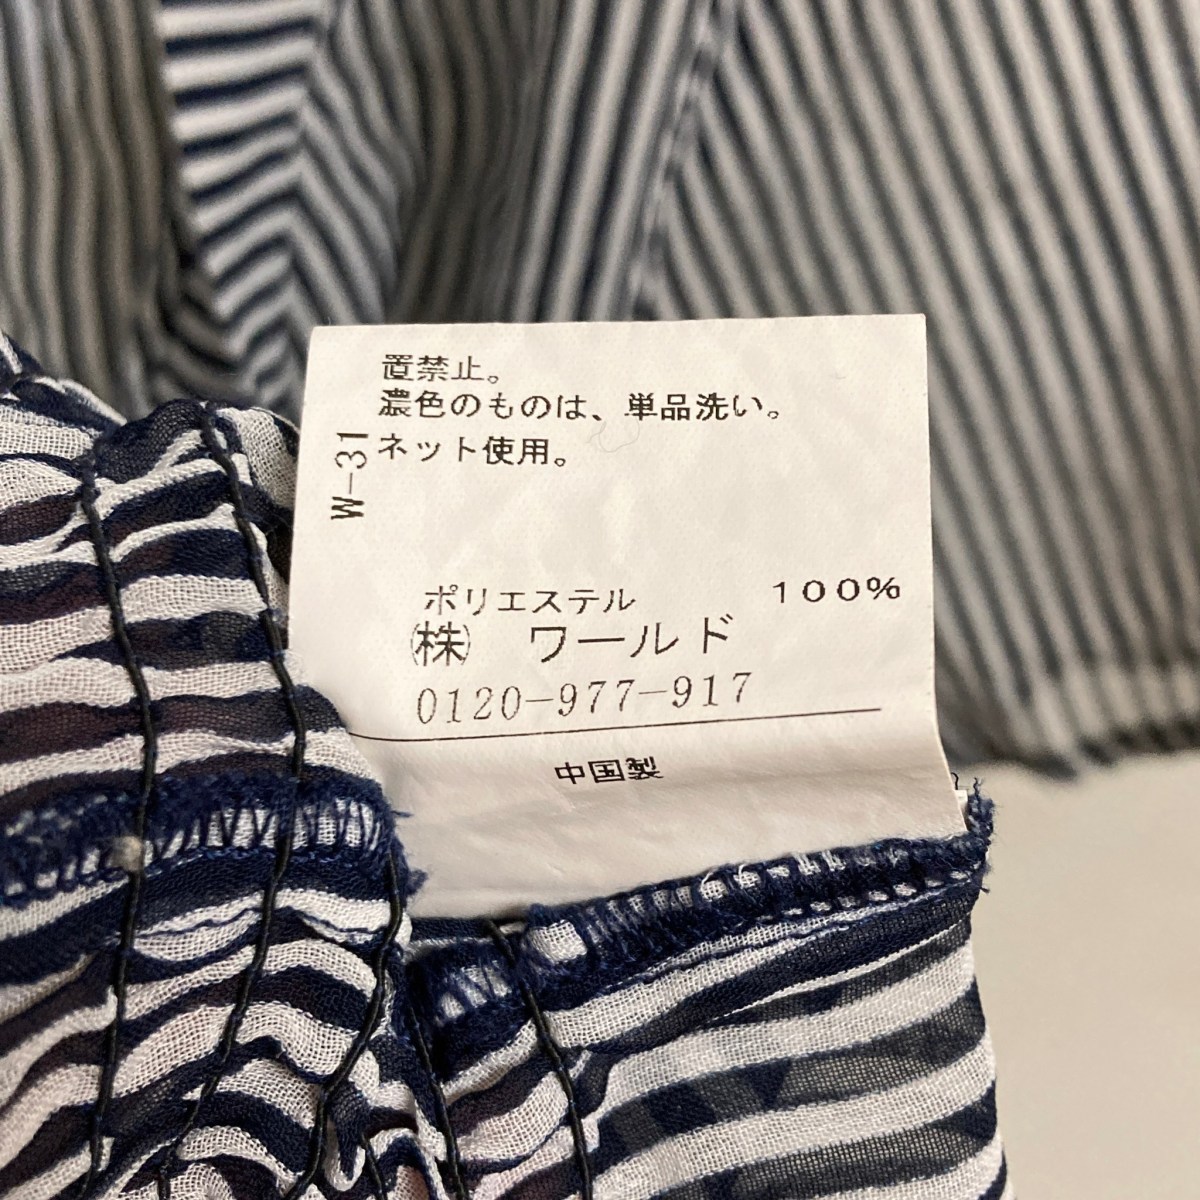 置禁止。
濃色のものは、単品洗い。
ネット使用。
W-31
ポリエステル 100%
㈱ ワールド
0120-977-917
中国製